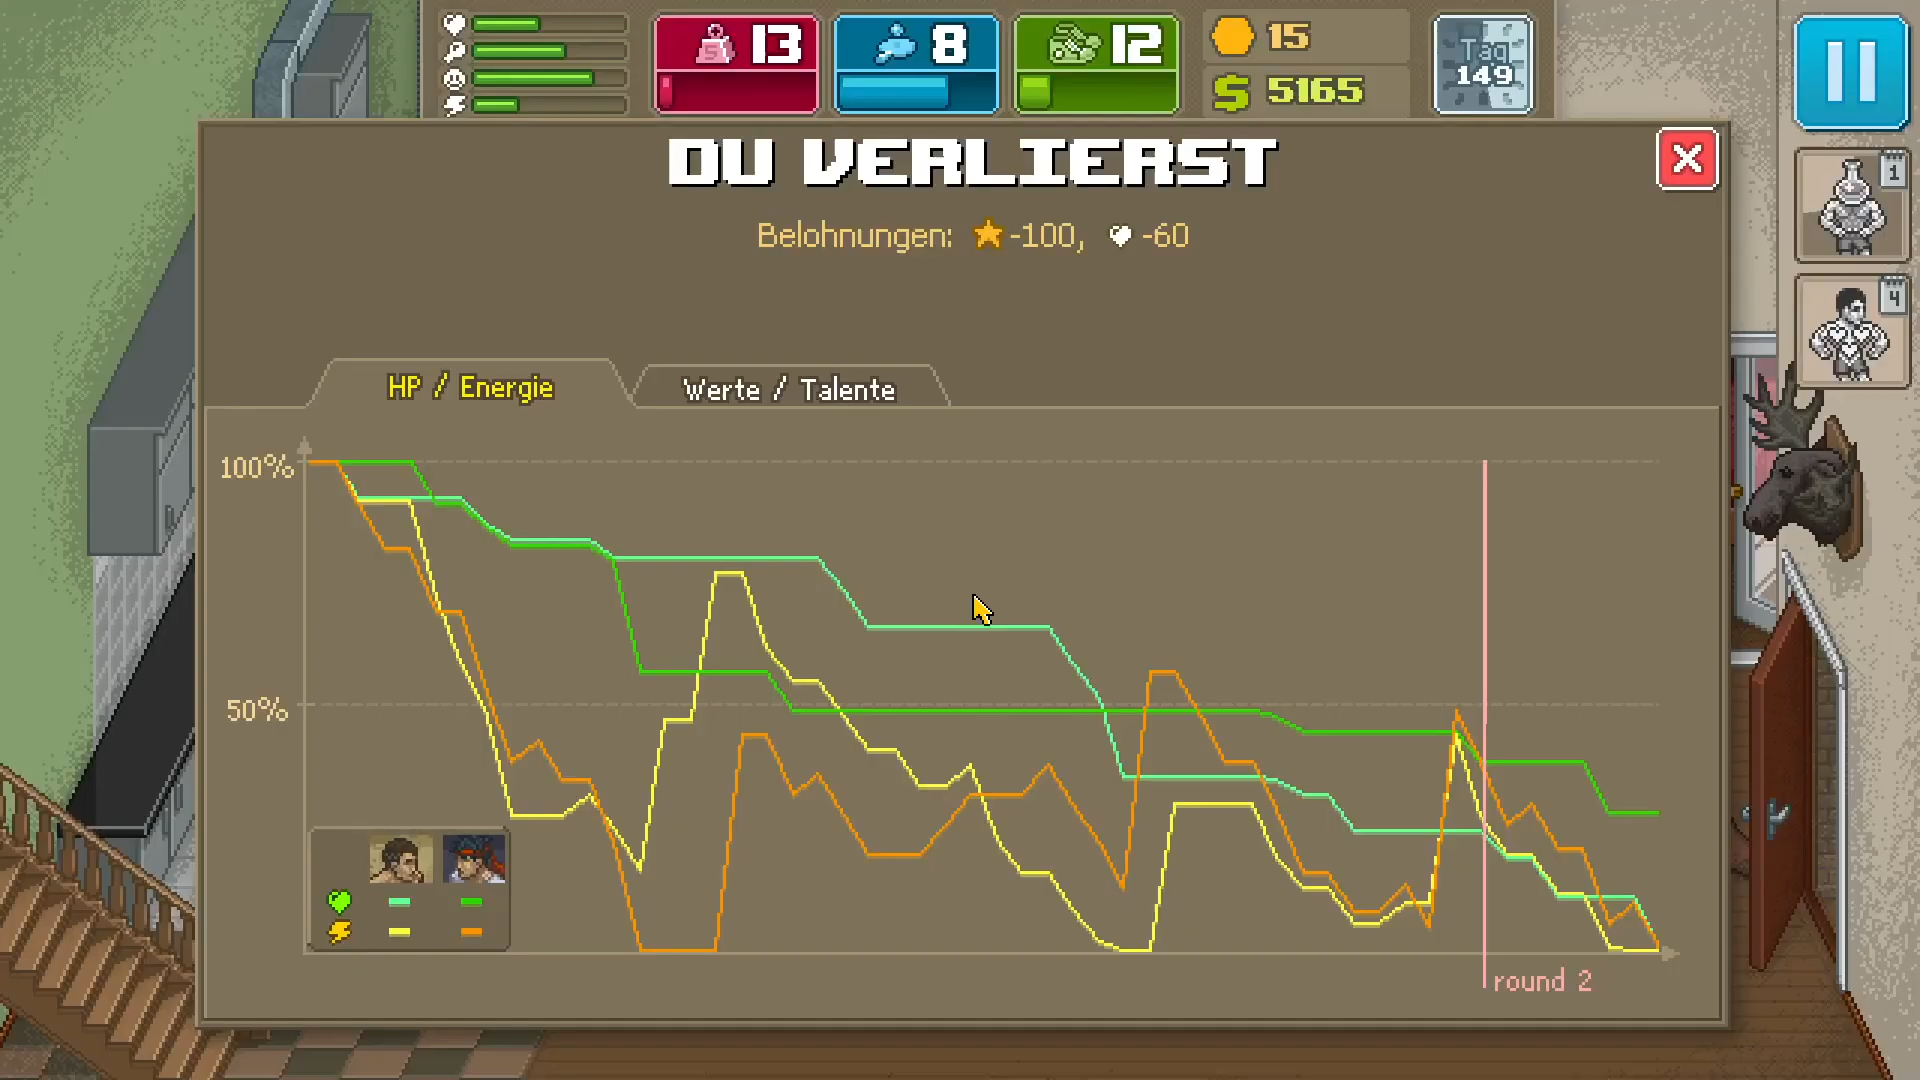 13
8
12
15
5165
Tag
149
DU VERLIERST
Belohnungen: -100, -60
1
4
HP / Energie
Werte / Talente
100%
50%
round 2